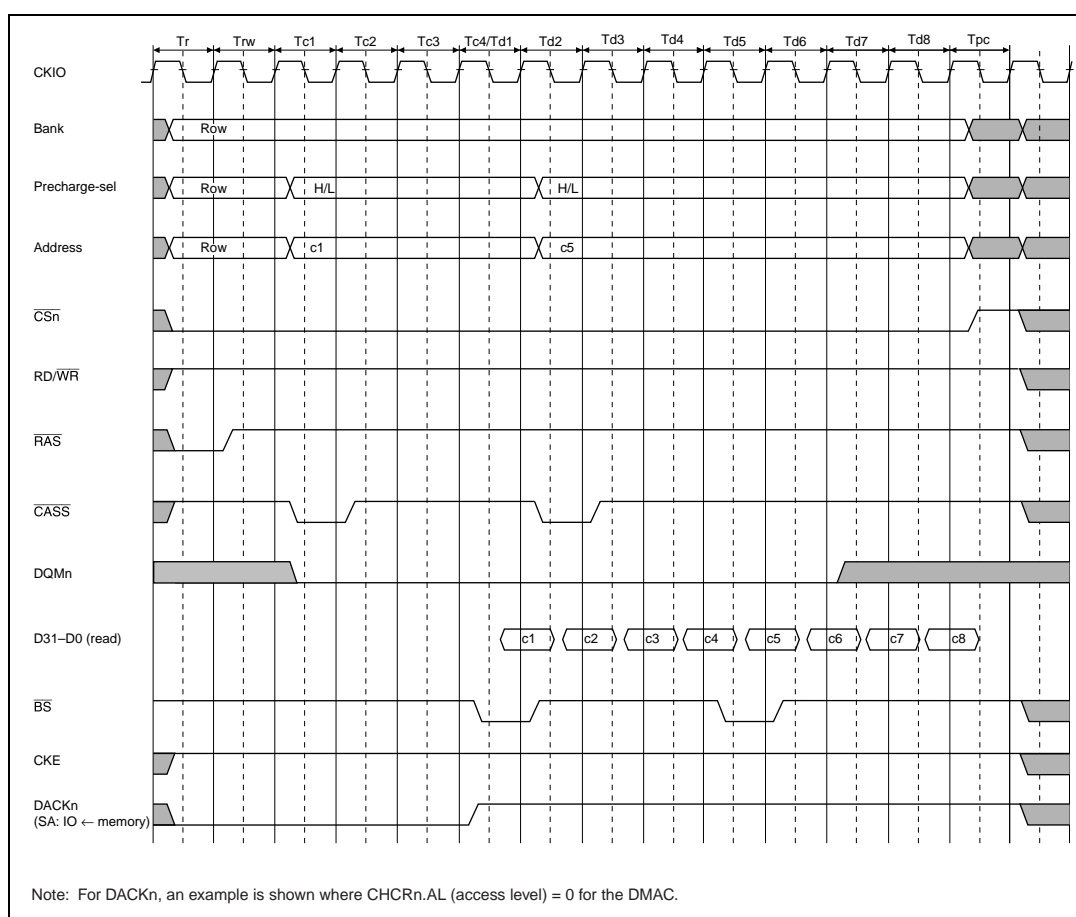 Tr Trw Tc1 Tc2 Tc3 Tc4/Td1 Td2 Td3 Td4 Td5 Td6 Td7 Td8 Tpc
CKIO
Bank Row
Precharge-sel Row H/L H/L
Address Row c1 c5
CSn
RD/WR
RAS
CASS
DQMn
D31–D0 (read) c1 c2 c3 c4 c5 c6 c7 c8
BS
CKE
DACKn
(SA: IO ← memory)
Note: For DACKn, an example is shown where CHCRn.AL (access level) = 0 for the DMAC.